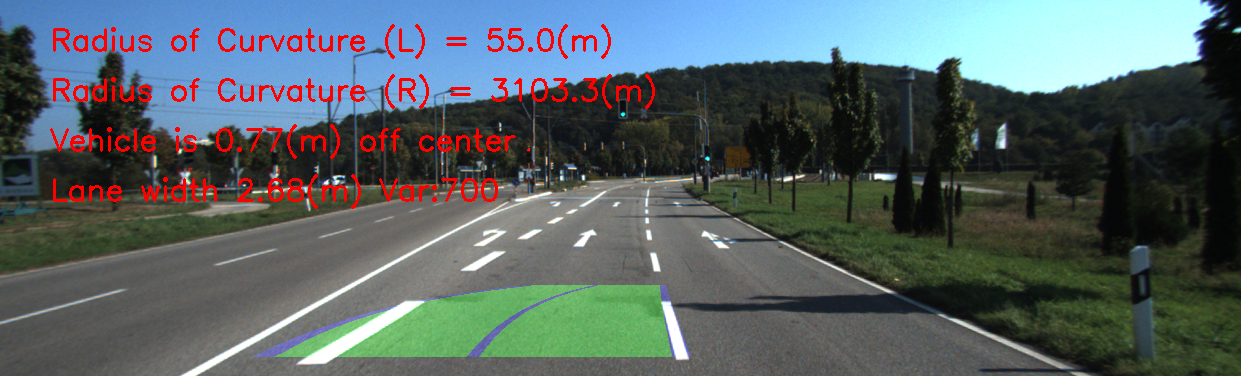 Radius of Curvature (L) = 55.0(m)
Radius of Curvature (R) = 3103.3(m)
Vehicle is 0.77(m) off center
Lane width 2.68(m) Var:700